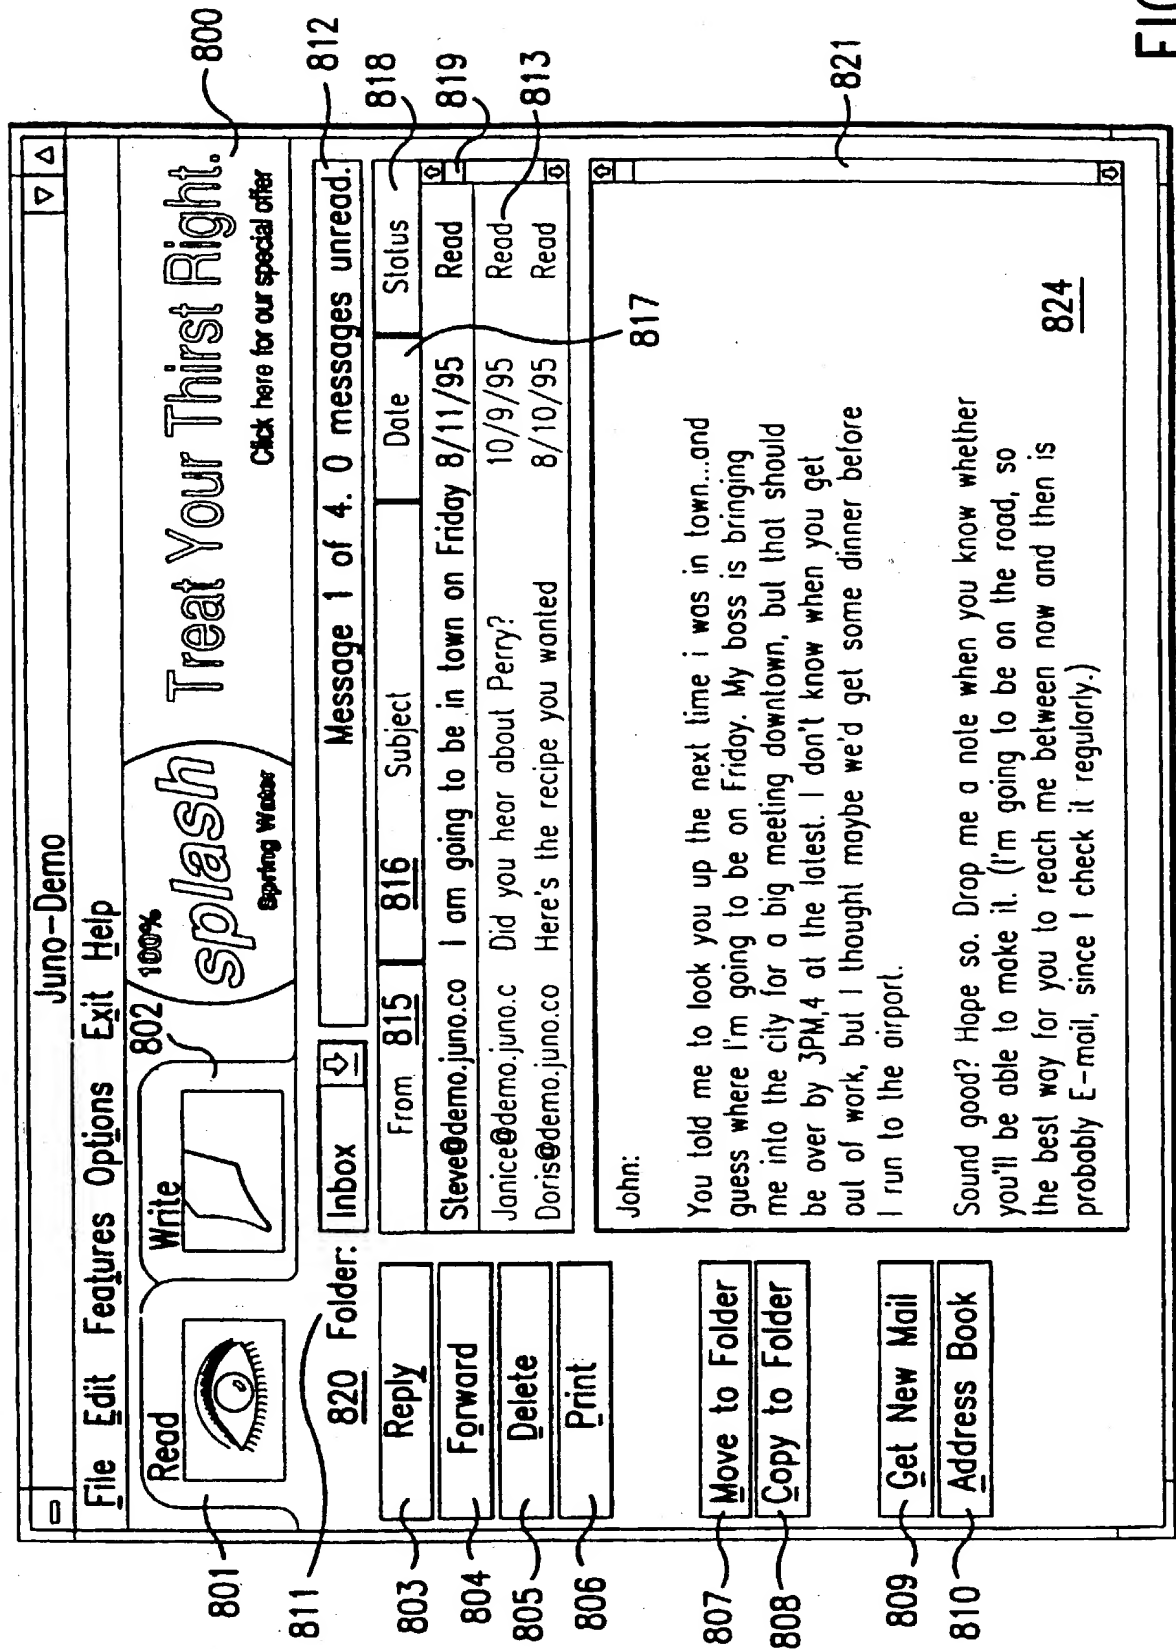 Juno-Demo
File Edit Features Options Exit Help
Read
Write
802
100%
splash
Spring Water
Treat Your Thirst Right.
Click here for our special offer
800
801
811
820 Folder: Inbox
Message 1 of 4. 0 messages unread.
812
From 815
816 Subject
Date
Status
818
Steve@demo.juno.co I am going to be in town on Friday 8/11/95 Read
819
Janice@demo.juno.c Did you hear about Perry? 10/9/95 Read
813
Doris@demo.juno.co Here's the recipe you wanted 8/10/95 Read
803 Reply
804 Forward
805 Delete
806 Print
807 Move to Folder
808 Copy to Folder
809 Get New Mail
810 Address Book
817
821
John:
You told me to look you up the next time i was in town...and
guess where I'm going to be on Friday. My boss is bringing
me into the city for a big meeting downtown, but that should
be over by 3PM,4 at the latest. I don't know when you get
out of work, but I thought maybe we'd get some dinner before
I run to the airport.
Sound good? Hope so. Drop me a note when you know whether
you'll be able to make it. (I'm going to be on the road, so
the best way for you to reach me between now and then is
probably E-mail, since I check it regularly.)
824